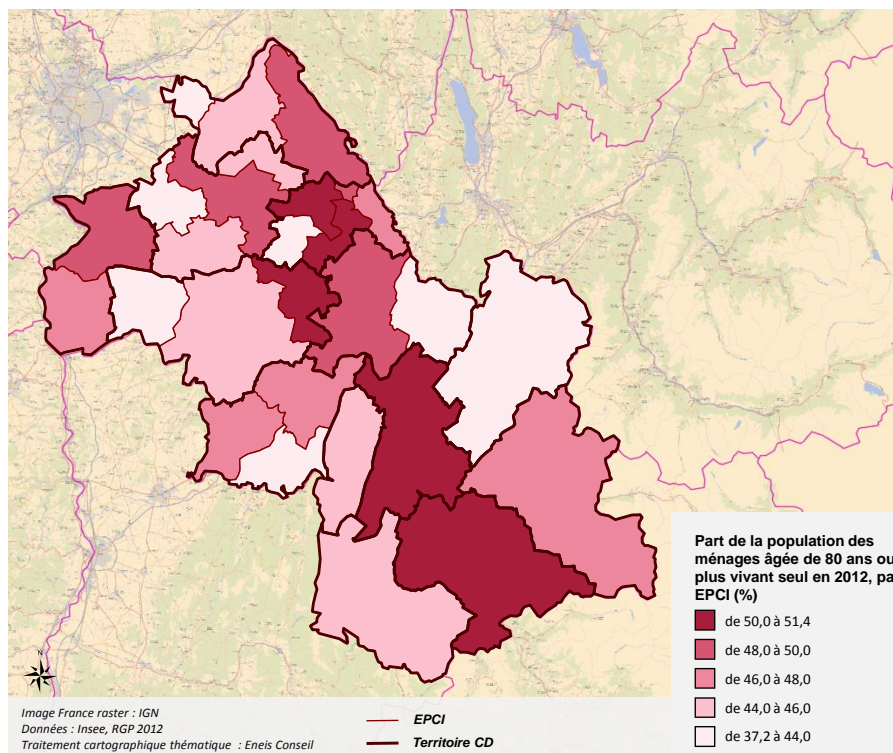 Part de la population des
ménages âgée de 80 ans ou
plus vivant seul en 2012, pa
EPCI (%)
de 50,0 à 51,4
de 48,0 à 50,0
de 46,0 à 48,0
de 44,0 à 46,0
de 37,2 à 44,0
Image France raster : IGN
Données : Insee, RGP 2012
Traitement cartographique thématique : Eneis Conseil
EPCI
Territoire CD
N